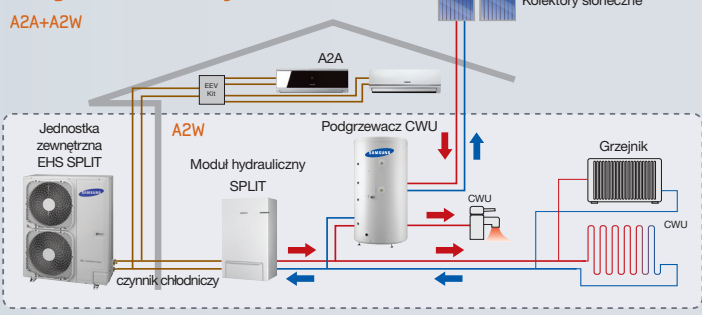 Kolektory słoneczne
A2A+A2W
A2A
EEV
Kit
Jednostka
zewnętrzna
EHS SPLIT
A2W
Moduł hydrauliczny
SPLIT
Podgrzewacz CWU
SAMSUNG
SAMSUNG
CWU
Grzejnik
CWU
czynnik chłodniczy